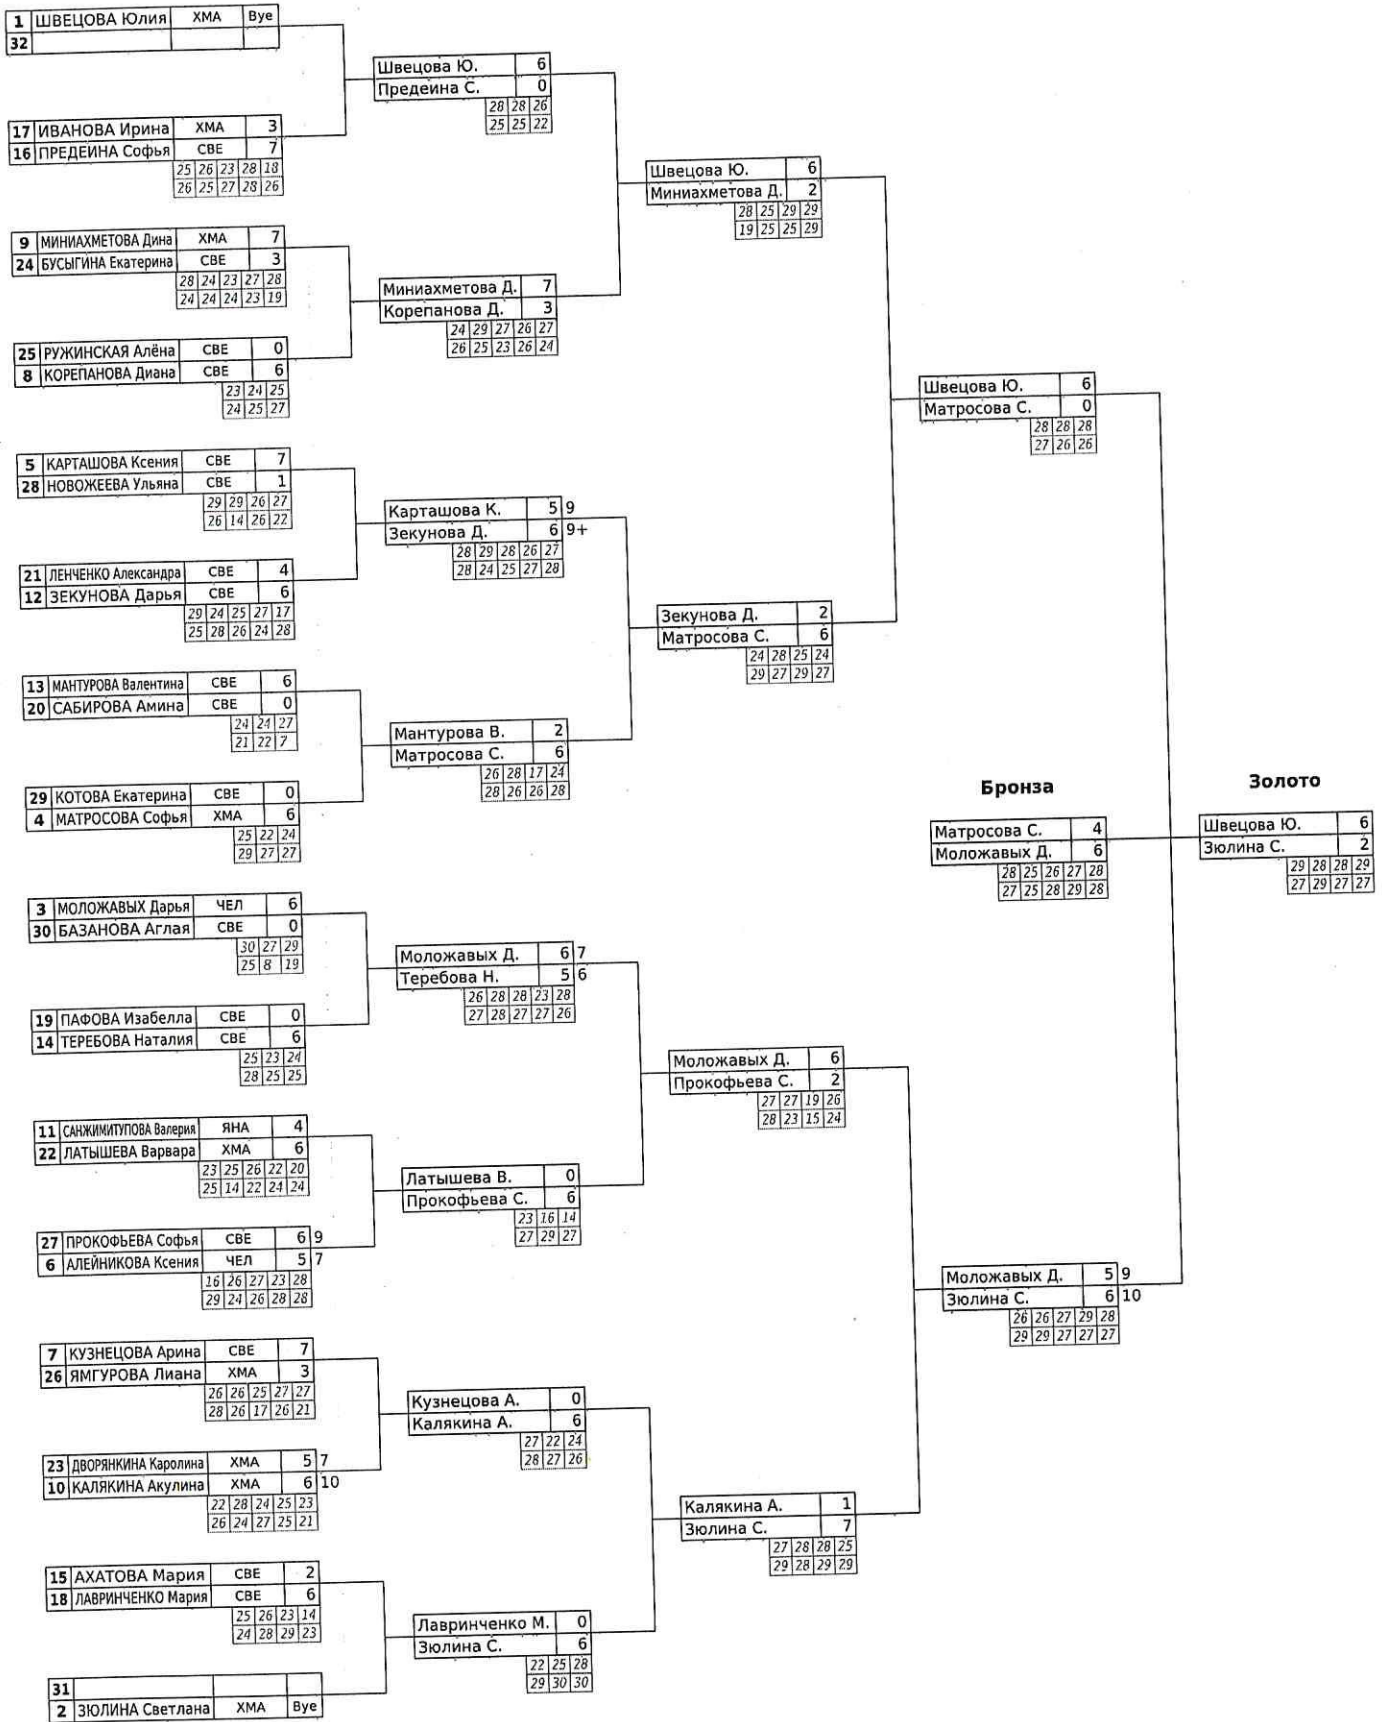 1 ШВЕЦОВА Юлия ХМА Bye
32
17 ИВАНОВА Ирина ХМА 3
16 ПРЕДЕИНА Софья СВЕ 7
25 26 23 28 18
26 25 27 28 26
9 МИНИАХМЕТОВА Дина ХМА 7
24 БУСЫГИНА Екатерина СВЕ 3
28 24 23 27 28
24 24 24 23 19
25 РУЖИНСКАЯ Алёна СВЕ 0
8 КОРЕПАНОВА Диана СВЕ 6
23 24 25
24 25 27
5 КАРТАШОВА Ксения СВЕ 7
28 НОВОЖЕЕВА Ульяна СВЕ 1
29 29 26 27
26 14 26 22
21 ЛЕНЧЕНКО Александра СВЕ 4
12 ЗЕКУНОВА Дарья СВЕ 6
29 24 25 27 17
25 28 26 24 28
13 МАНТУРОВА Валентина СВЕ 6
20 САБИРОВА Амина СВЕ 0
24 24 27
21 22 7
29 КОТОВА Екатерина СВЕ 0
4 МАТРОСОВА Софья ХМА 6
25 22 24
29 27 27
3 МОЛОЖАВЫХ Дарья ЧЕЛ 6
30 БАЗАНОВА Аглая СВЕ 0
30 27 29
25 8 19
19 ПАФОВА Изабелла СВЕ 0
14 ТЕРЕБОВА Наталия СВЕ 6
25 23 24
28 25 25
11 САНЖИМИТУПОВА Валерия ЯНА 4
22 ЛАТЫШЕВА Варвара ХМА 6
23 25 26 22 20
25 14 22 24 24
27 ПРОКОФЬЕВА Софья СВЕ 6 9
6 АЛЕЙНИКОВА Ксения ЧЕЛ 5 7
16 26 27 23 28
29 24 26 28 28
7 КУЗНЕЦОВА Арина СВЕ 7
26 ЯМГУРОВА Лиана ХМА 3
26 26 25 27 27
28 26 17 26 21
23 ДВОРЯНКИНА Каролина ХМА 5 7
10 КАЛЯКИНА Акулина ХМА 6 10
22 28 24 25 23
26 24 27 25 21
15 АХАТОВА Мария СВЕ 2
18 ЛАВРИНЧЕНКО Мария СВЕ 6
25 26 23 14
24 28 29 23
31
2 ЗЮЛИНА Светлана ХМА Bye
Швецова Ю. 6
Предеина С. 0
28 28 26
25 25 22
Миниахметова Д. 7
Корепанова Д. 3
24 29 27 26 27
26 25 23 26 24
Карташова К. 5 9
Зекунова Д. 6 9+
28 29 28 26 27
28 24 25 27 28
Мантурова В. 2
Матросова С. 6
26 28 17 24
28 26 26 28
Моложавых Д. 6 7
Теребова Н. 5 6
26 28 28 23 28
27 28 27 27 26
Латышева В. 0
Прокофьева С. 6
23 16 14
27 29 27
Кузнецова А. 0
Калякина А. 6
27 22 24
28 27 26
Лавринченко М. 0
Зюлина С. 6
22 25 28
29 30 30
Швецова Ю. 6
Миниахметова Д. 2
28 25 29 29
19 25 25 29
Зекунова Д. 2
Матросова С. 6
24 28 25 24
29 27 29 27
Моложавых Д. 6
Прокофьева С. 2
27 27 19 26
28 23 15 24
Калякина А. 1
Зюлина С. 7
27 28 28 25
29 28 29 29
Швецова Ю. 6
Матросова С. 0
28 28 28
27 26 26
Моложавых Д. 5 9
Зюлина С. 6 10
26 26 27 29 28
29 29 27 27 27
Бронза
Матросова С. 4
Моложавых Д. 6
28 25 26 27 28
27 25 28 29 28
Золото
Швецова Ю. 6
Зюлина С. 2
29 28 28 29
27 29 27 27